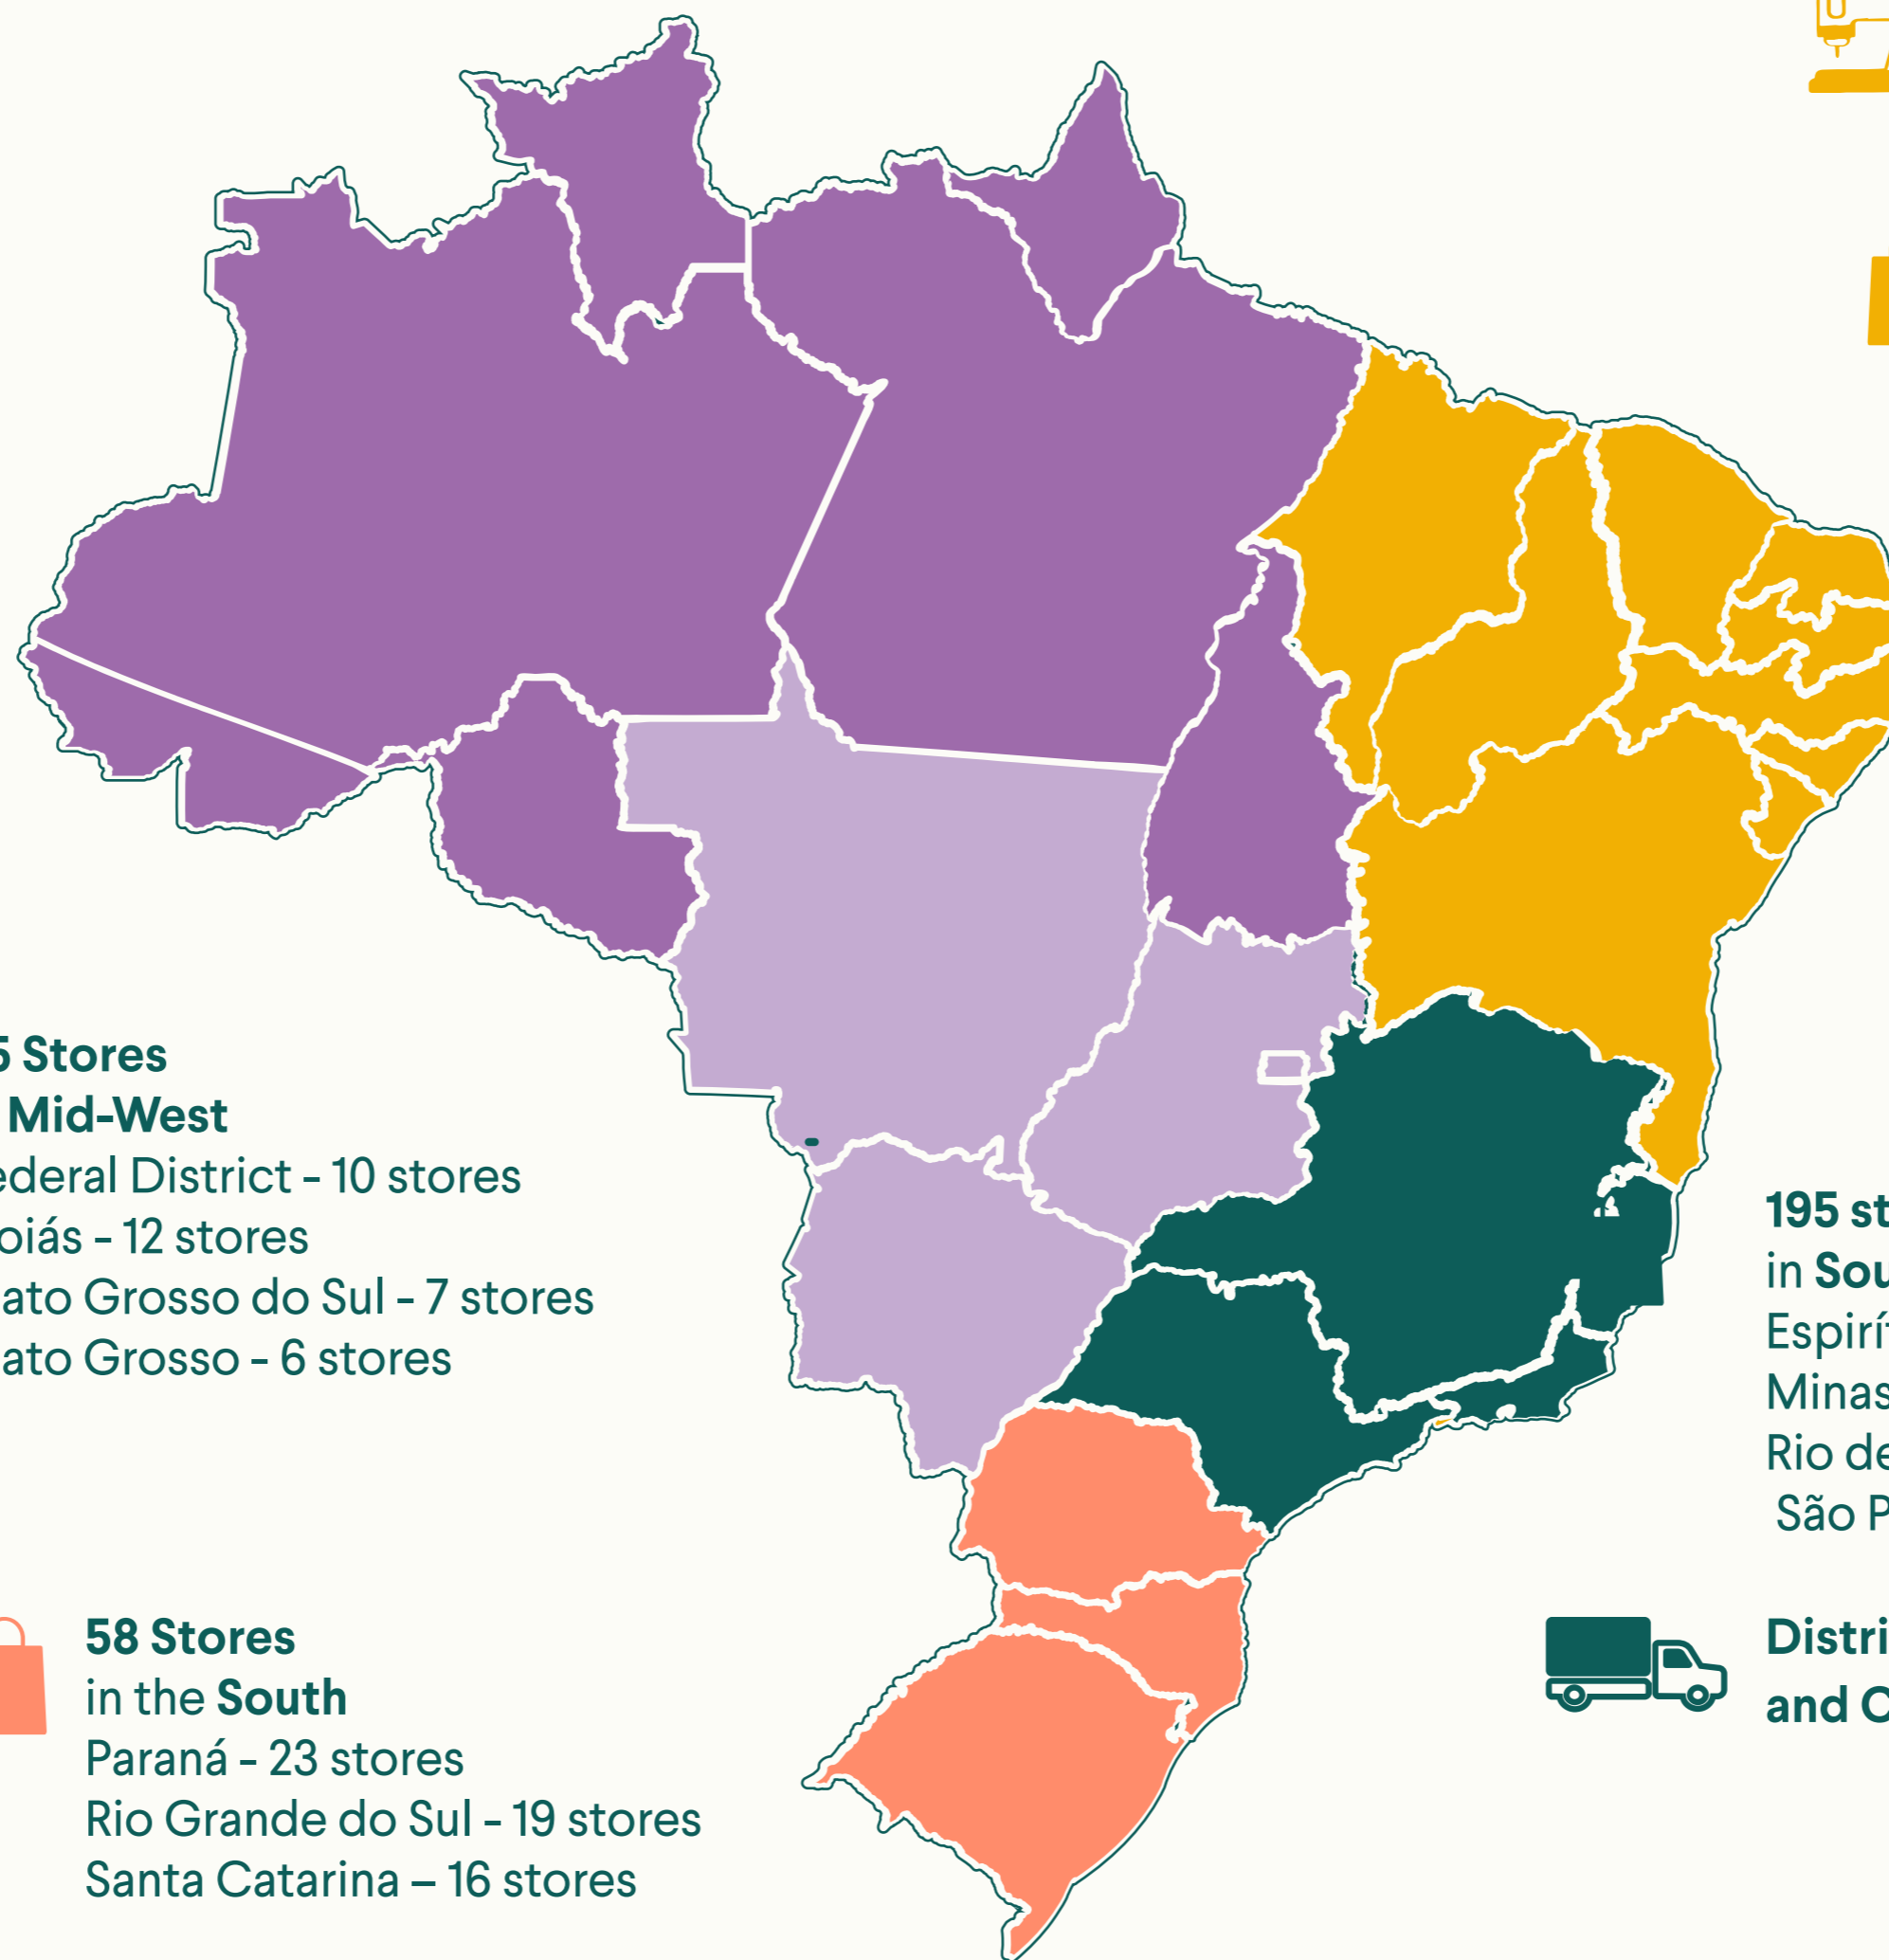 5 Stores
Mid-West
ederal District - 10 stores
oiás - 12 stores
ato Grosso do Sul - 7 stores
ato Grosso - 6 stores
58 Stores
in the South
Paraná - 23 stores
Rio Grande do Sul - 19 stores
Santa Catarina – 16 stores
195 st
in Sou
Espirí
Minas
Rio de
São P
Distri
and C